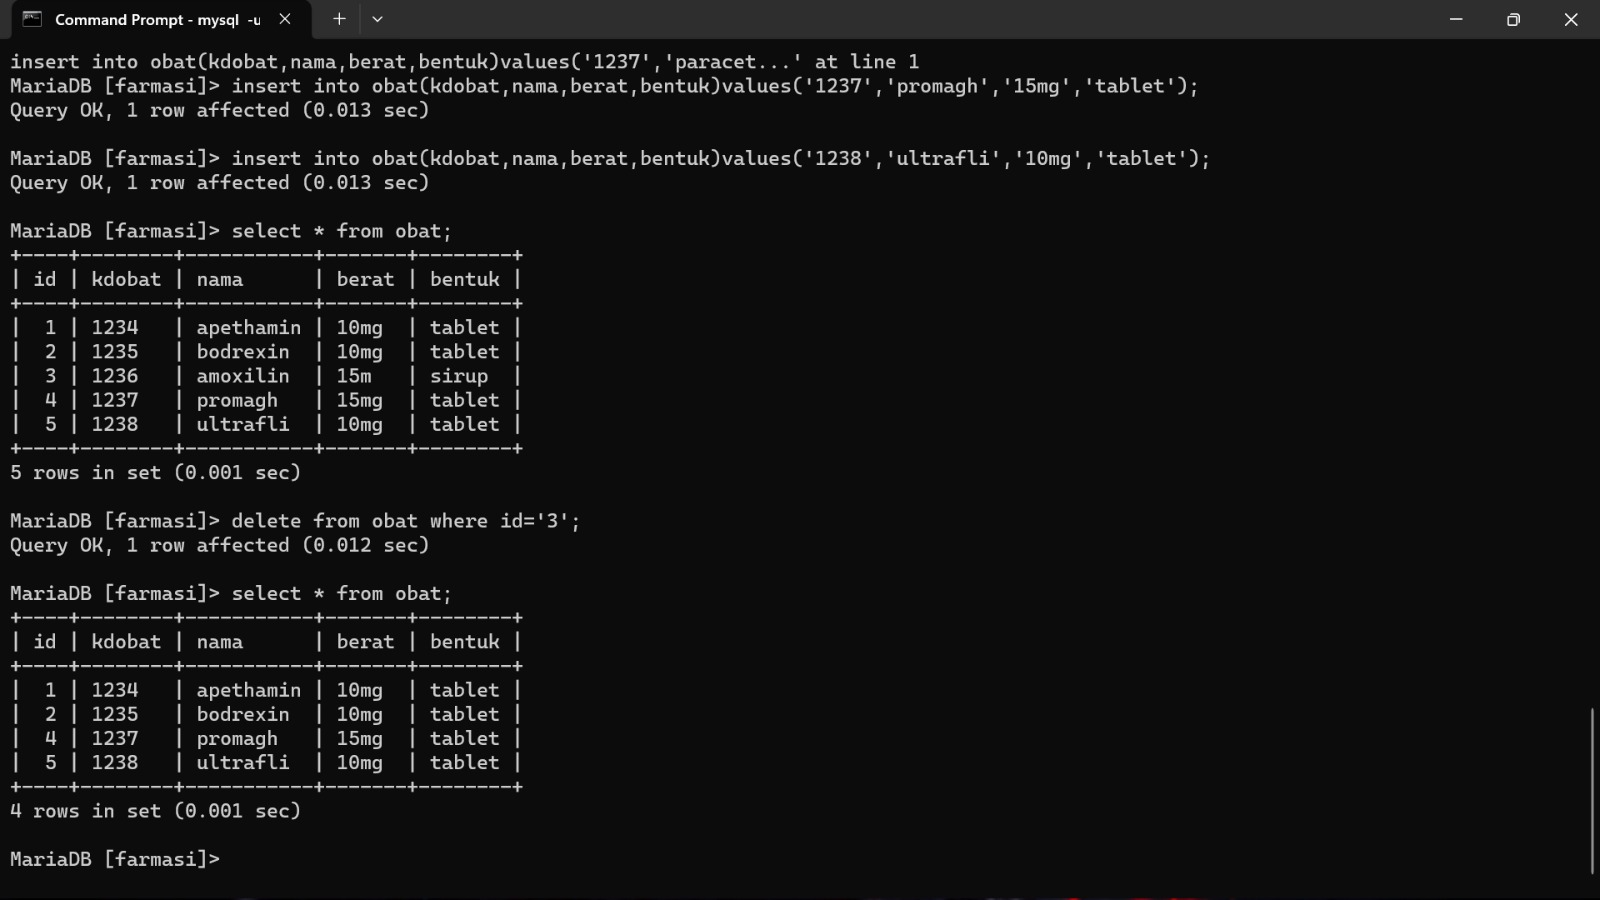 Command Prompt - mysql -u
insert into obat(kdobat,nama,berat,bentuk)values('1237','paracet...' at line 1
MariaDB [farmasi]> insert into obat(kdobat,nama,berat,bentuk)values('1237','promagh','15mg','tablet');
Query OK, 1 row affected (0.013 sec)
MariaDB [farmasi]> insert into obat(kdobat,nama,berat,bentuk)values('1238','ultrafli','10mg','tablet');
Query OK, 1 row affected (0.013 sec)
MariaDB [farmasi]> select * from obat;
+----+--------+-----------+-------+--------+
| id | kdobat | nama      | berat | bentuk |
+----+--------+-----------+-------+--------+
|  1 | 1234   | apethamin | 10mg  | tablet |
|  2 | 1235   | bodrexin  | 10mg  | tablet |
|  3 | 1236   | amoxilin  | 15m   | sirup  |
|  4 | 1237   | promagh   | 15mg  | tablet |
|  5 | 1238   | ultrafli  | 10mg  | tablet |
+----+--------+-----------+-------+--------+
5 rows in set (0.001 sec)
MariaDB [farmasi]> delete from obat where id='3';
Query OK, 1 row affected (0.012 sec)
MariaDB [farmasi]> select * from obat;
+----+--------+-----------+-------+--------+
| id | kdobat | nama      | berat | bentuk |
+----+--------+-----------+-------+--------+
|  1 | 1234   | apethamin | 10mg  | tablet |
|  2 | 1235   | bodrexin  | 10mg  | tablet |
|  4 | 1237   | promagh   | 15mg  | tablet |
|  5 | 1238   | ultrafli  | 10mg  | tablet |
+----+--------+-----------+-------+--------+
4 rows in set (0.001 sec)
MariaDB [farmasi]>